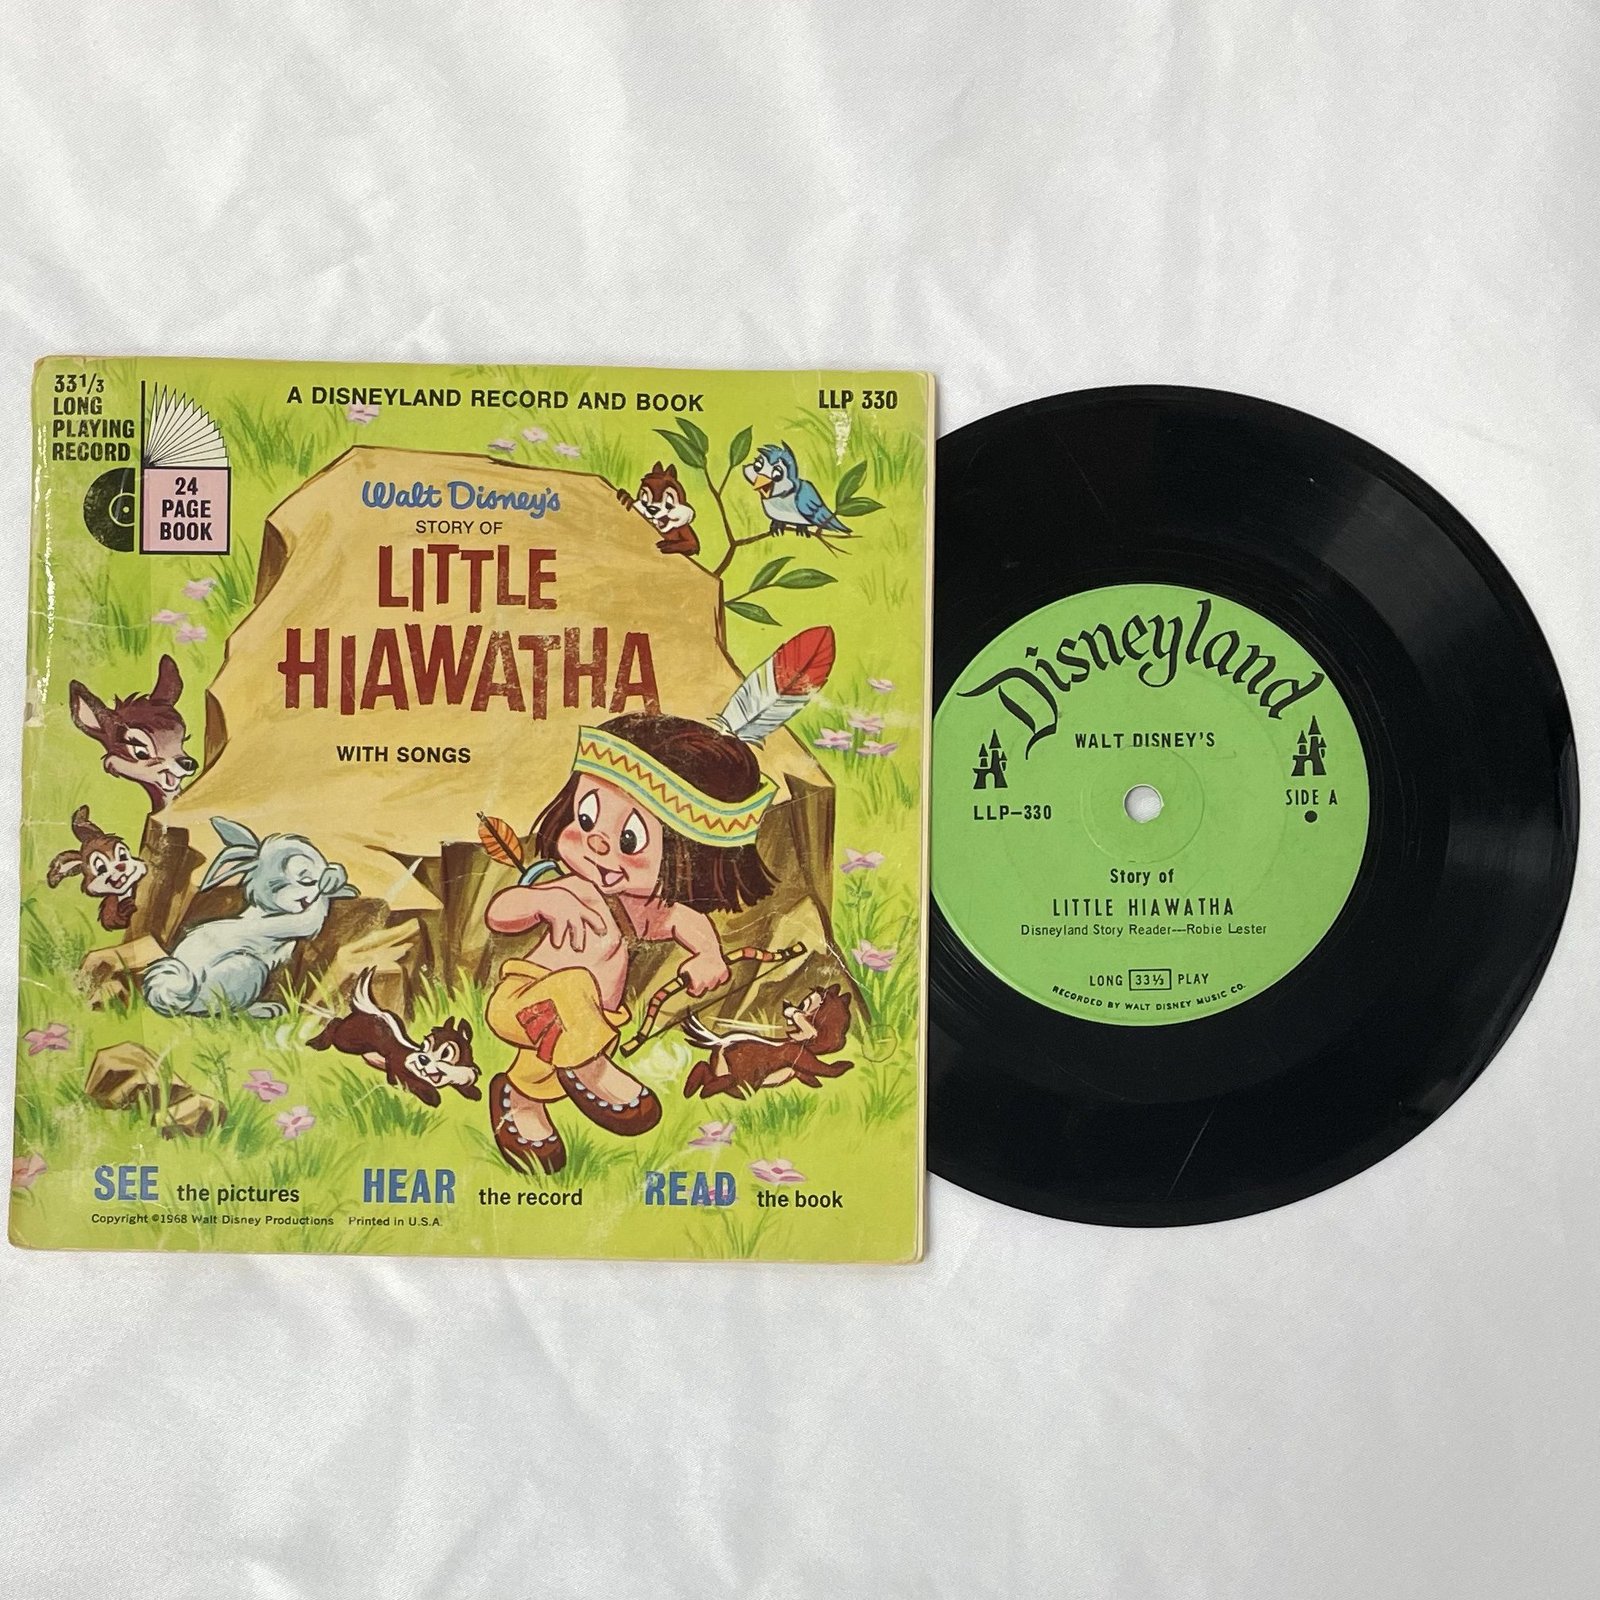 33 1/3
LONG
PLAYING
RECORD
24
PAGE
BOOK
A DISNEYLAND RECORD AND BOOK
LLP 330
Walt Disney's
STORY OF
LITTLE
HIAWATHA
WITH SONGS
SEE the pictures HEAR the record READ the book
Copyright ©1968 Walt Disney Productions Printed in U.S.A.
Disneyland
WALT DISNEY'S
LLP-330
SIDE A
Story of
LITTLE HIAWATHA
Disneyland Story Reader---Robie Lester
LONG 33⅓ PLAY
RECORDED BY WALT DISNEY MUSIC CO.